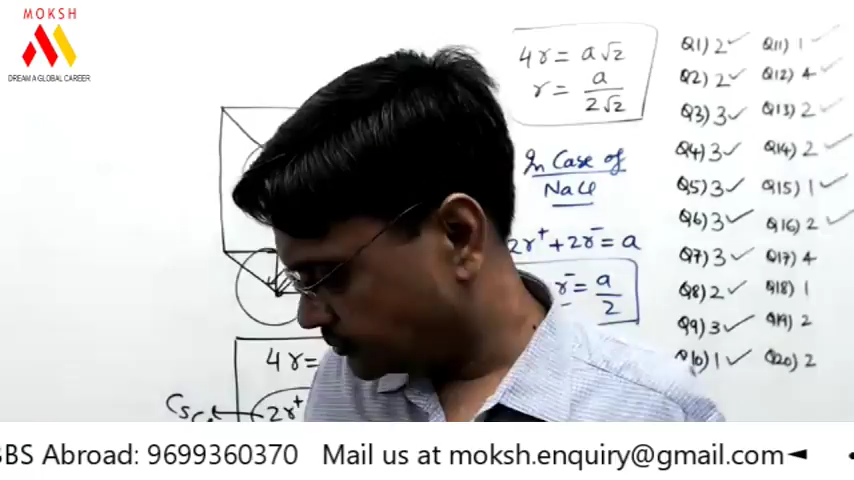 MOKSH
DREAM A GLOBAL CAREER
4r = a√2
r = a/2√2
In Case of
NaCl
2r⁺ + 2r⁻ = a
r⁻ = a/2
4r =
2r⁺
Q1) 2 ✓
Q2) 2 ✓
Q3) 3 ✓
Q4) 3 ✓
Q5) 3 ✓
Q6) 3 ✓
Q7) 3 ✓
Q8) 2 ✓
Q9) 3 ✓
Q10) 1 ✓
Q11) 1 ✓
Q12) 4 ✓
Q13) 2 ✓
Q14) 2 ✓
Q15) 1 ✓
Q16) 2 ✓
Q17) 4
Q18) 1
Q19) 2
Q20) 2
BBS Abroad: 9699360370 Mail us at moksh.enquiry@gmail.com